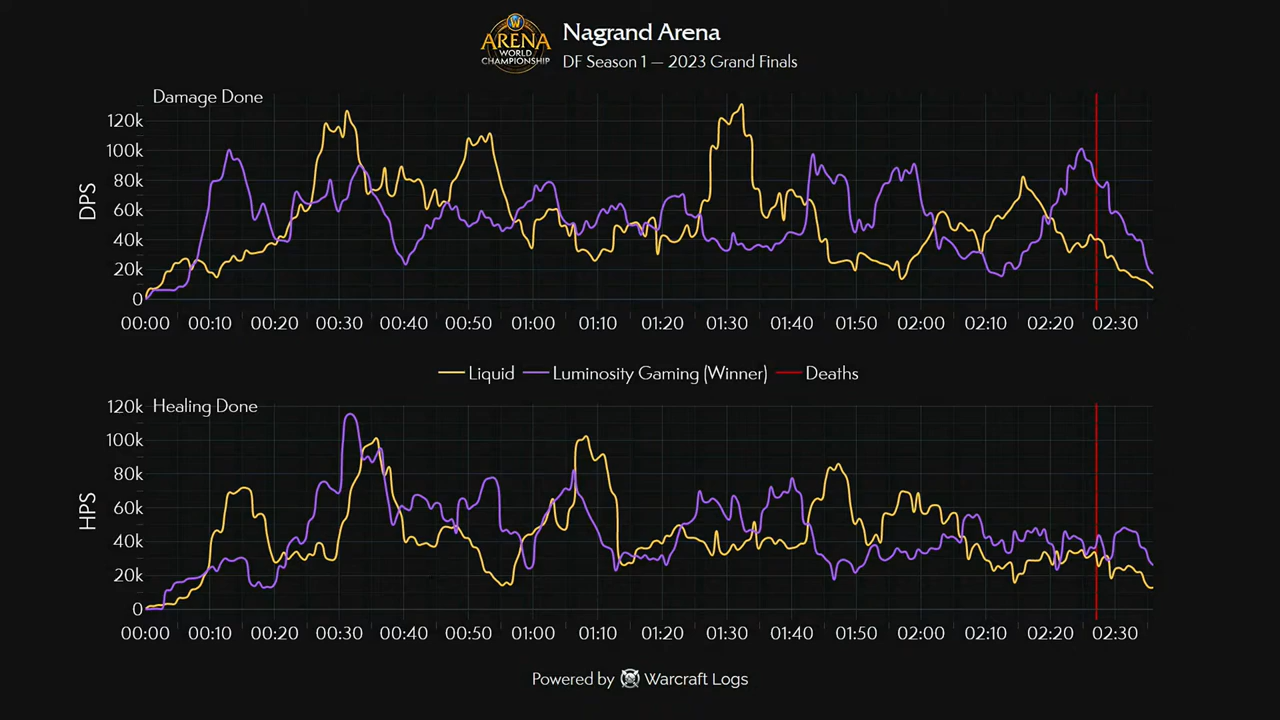 ARENA
WORLD
CHAMPIONSHIP
Nagrand Arena
DF Season 1 — 2023 Grand Finals
Damage Done
DPS
120k
100k
80k
60k
40k
20k
0
00:00 00:10 00:20 00:30 00:40 00:50 01:00 01:10 01:20 01:30 01:40 01:50 02:00 02:10 02:20 02:30
Liquid Luminosity Gaming (Winner) Deaths
Healing Done
HPS
120k
100k
80k
60k
40k
20k
0
00:00 00:10 00:20 00:30 00:40 00:50 01:00 01:10 01:20 01:30 01:40 01:50 02:00 02:10 02:20 02:30
Powered by Warcraft Logs